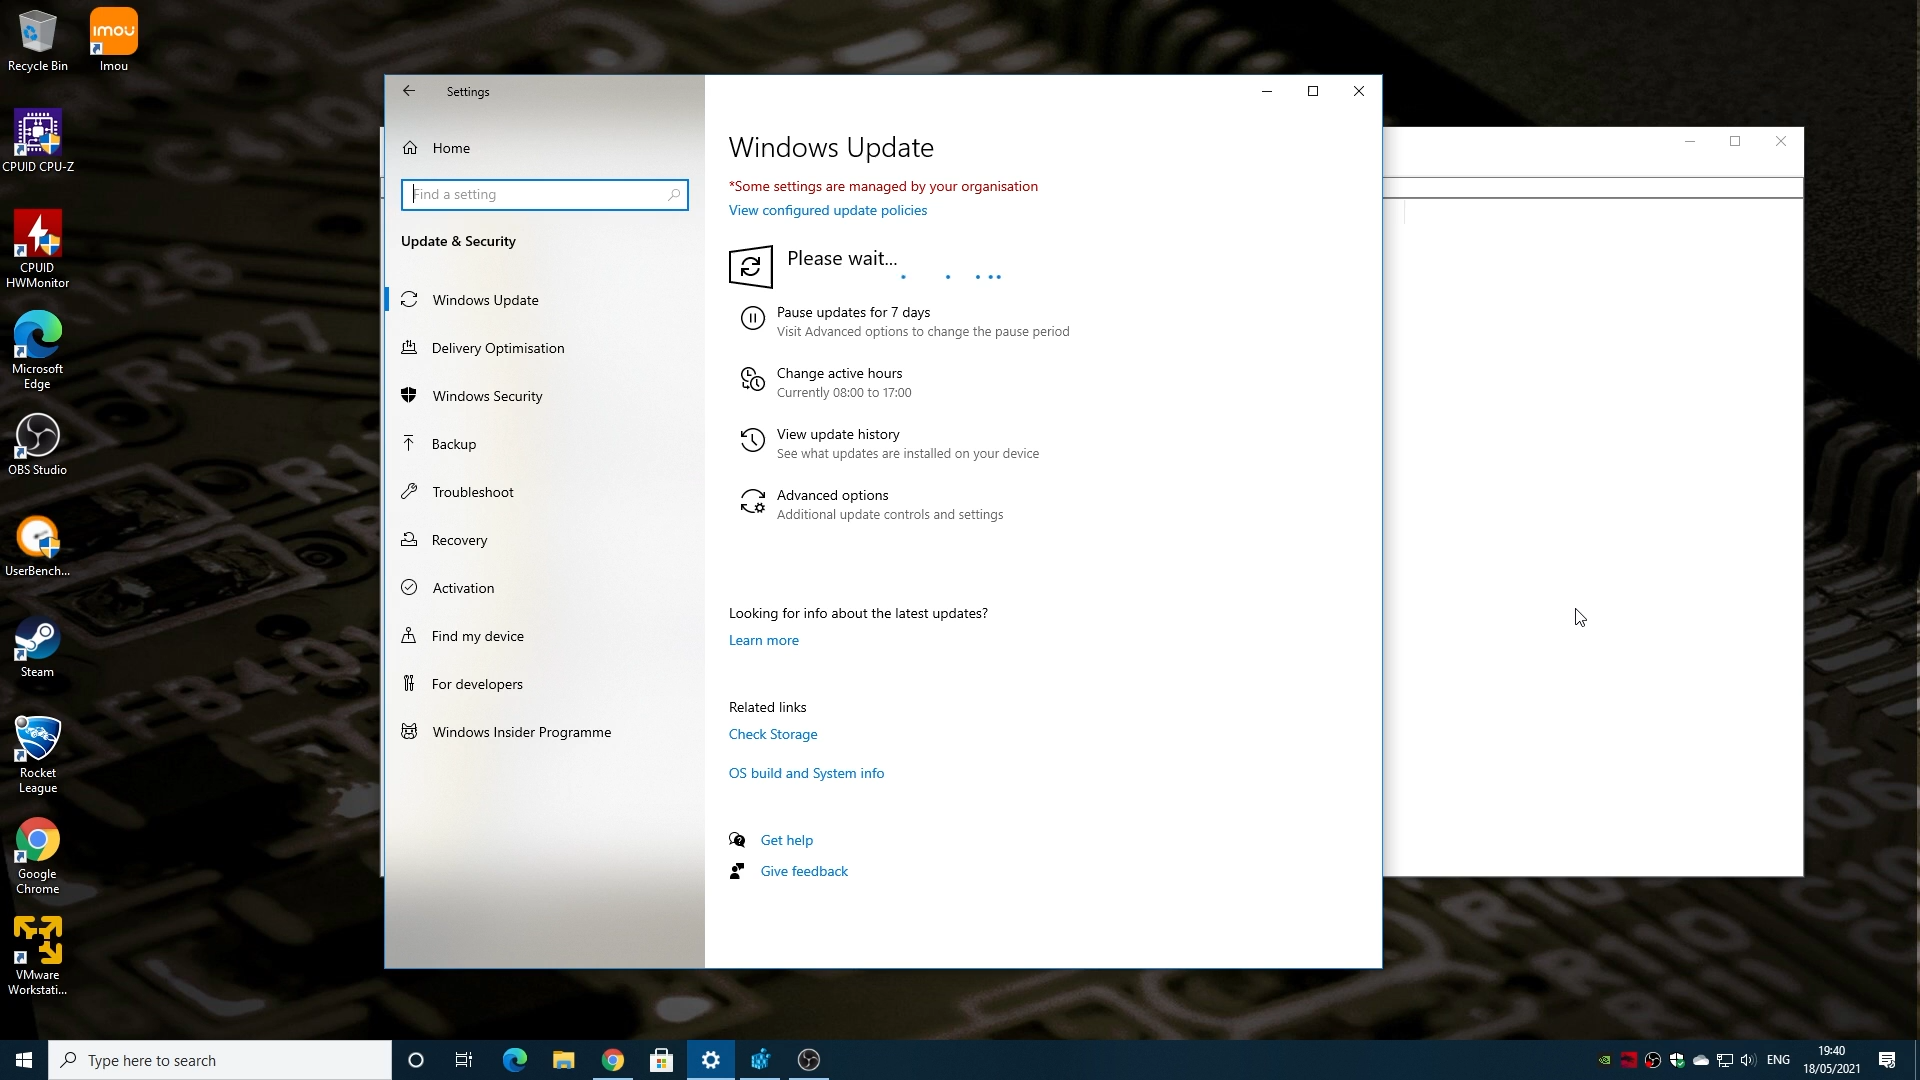 Recycle Bin
imou
Imou
CPUID CPU-Z
CPUID
HWMonitor
Microsoft
Edge
OBS Studio
UserBench...
Steam
Rocket
League
Google
Chrome
VMware
Workstati...
Settings
Home
Find a setting
Update & Security
Windows Update
Delivery Optimisation
Windows Security
Backup
Troubleshoot
Recovery
Activation
Find my device
For developers
Windows Insider Programme
Windows Update
*Some settings are managed by your organisation
View configured update policies
Please wait...
Pause updates for 7 days
Visit Advanced options to change the pause period
Change active hours
Currently 08:00 to 17:00
View update history
See what updates are installed on your device
Advanced options
Additional update controls and settings
Looking for info about the latest updates?
Learn more
Related links
Check Storage
OS build and System info
Get help
Give feedback
Type here to search
ENG
19:40
18/05/2021